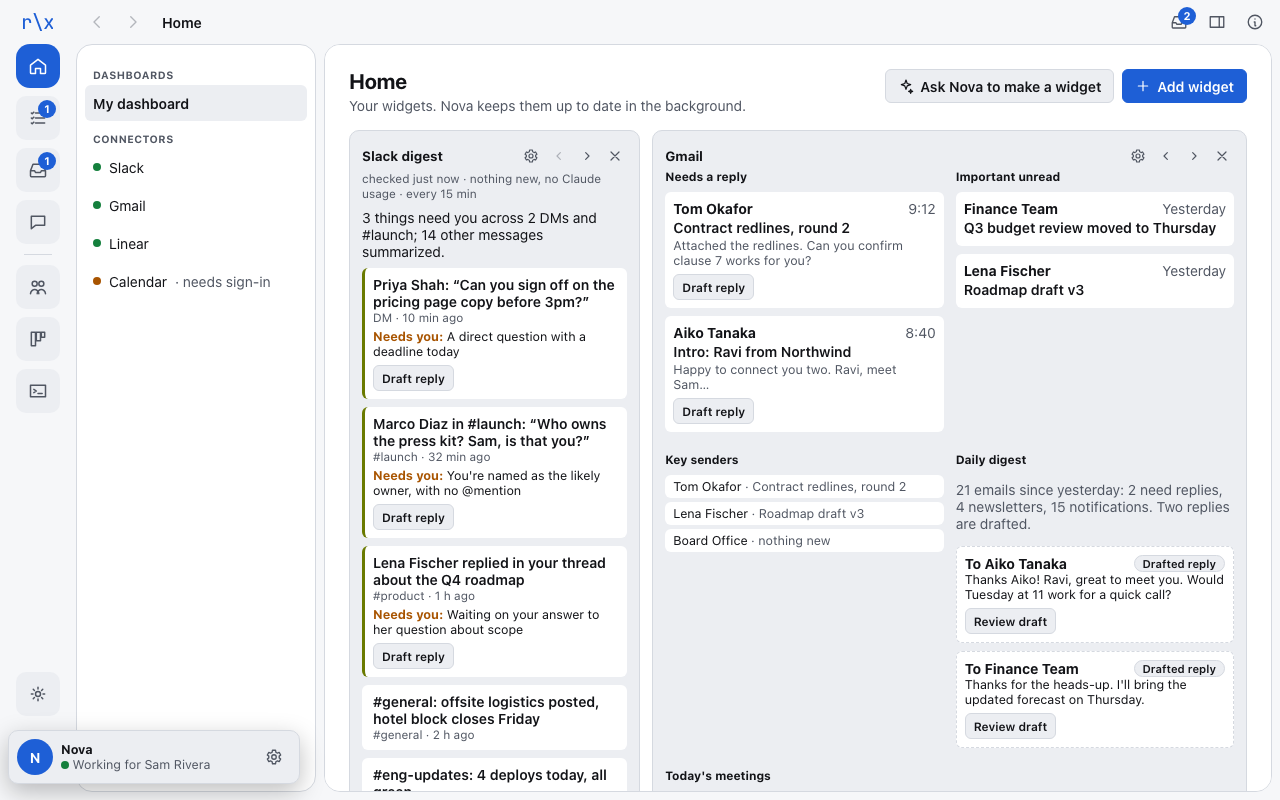 r\x
Home
2
DASHBOARDS
My dashboard
CONNECTORS
Slack
Gmail
Linear
Calendar · needs sign-in
1
1
N
Nova
Working for Sam Rivera
Home
Your widgets. Nova keeps them up to date in the background.
Ask Nova to make a widget
Add widget
Slack digest
checked just now · nothing new, no Claude
usage · every 15 min
3 things need you across 2 DMs and
#launch; 14 other messages
summarized.
Priya Shah: “Can you sign off on the
pricing page copy before 3pm?”
DM · 10 min ago
Needs you: A direct question with a
deadline today
Draft reply
Marco Diaz in #launch: “Who owns
the press kit? Sam, is that you?”
#launch · 32 min ago
Needs you: You're named as the likely
owner, with no @mention
Draft reply
Lena Fischer replied in your thread
about the Q4 roadmap
#product · 1 h ago
Needs you: Waiting on your answer to
her question about scope
Draft reply
#general: offsite logistics posted,
hotel block closes Friday
#general · 2 h ago
#eng-updates: 4 deploys today, all
green
Gmail
Needs a reply
Tom Okafor 9:12
Contract redlines, round 2
Attached the redlines. Can you confirm
clause 7 works for you?
Draft reply
Aiko Tanaka 8:40
Intro: Ravi from Northwind
Happy to connect you two. Ravi, meet
Sam...
Draft reply
Important unread
Finance Team Yesterday
Q3 budget review moved to Thursday
Lena Fischer Yesterday
Roadmap draft v3
Key senders
Tom Okafor · Contract redlines, round 2
Lena Fischer · Roadmap draft v3
Board Office · nothing new
Daily digest
21 emails since yesterday: 2 need replies,
4 newsletters, 15 notifications. Two replies
are drafted.
To Aiko Tanaka Drafted reply
Thanks Aiko! Ravi, great to meet you. Would
Tuesday at 11 work for a quick call?
Review draft
To Finance Team Drafted reply
Thanks for the heads-up. I'll bring the
updated forecast on Thursday.
Review draft
Today's meetings